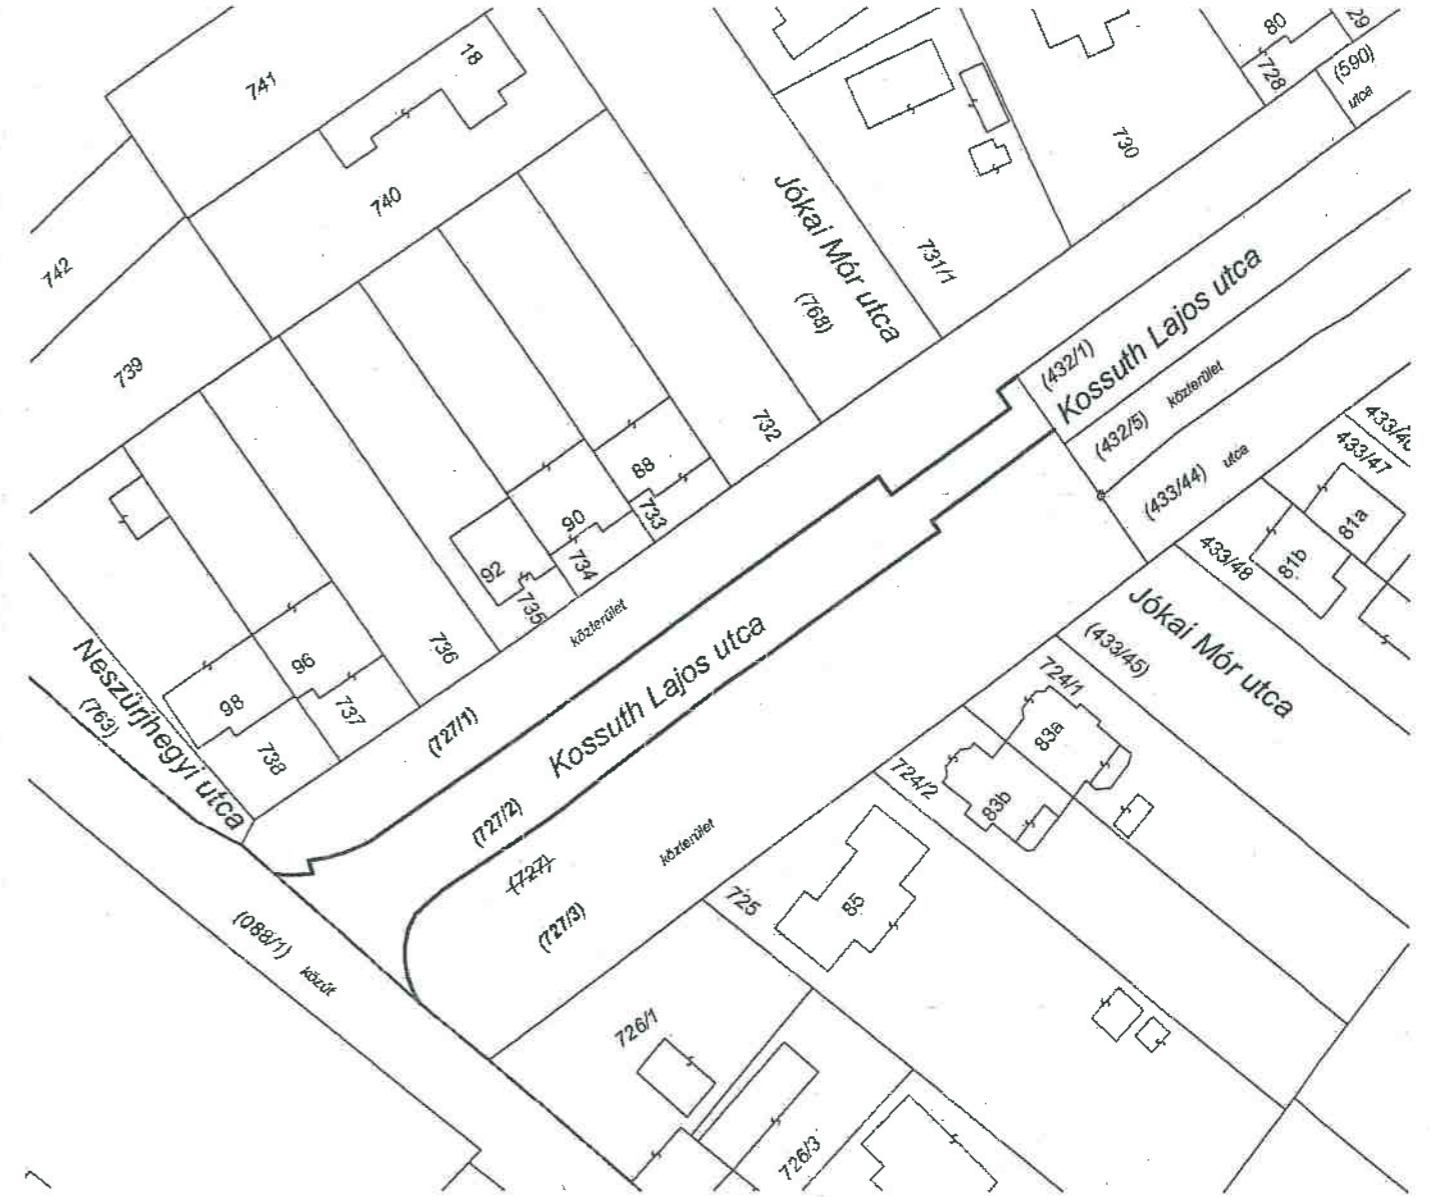 741
18
80
29
728
(590)
utca
730
740
742
Jókai Mór utca
(768)
731/1
739
732
(432/1)
Kossuth Lajos utca
(432/5)
közterület
(433/44)
utca
433/47
81a
433/48
81b
88
733
90
734
92
735
közterület
736
96
737
98
738
Neszürjhegyi utca
(763)
(727/1)
Kossuth Lajos utca
(727/2)
(727)
(727/3)
közterület
Jókai Mór utca
(433/45)
724/1
83a
724/2
83b
725
85
(088/1)
közút
726/1
726/3